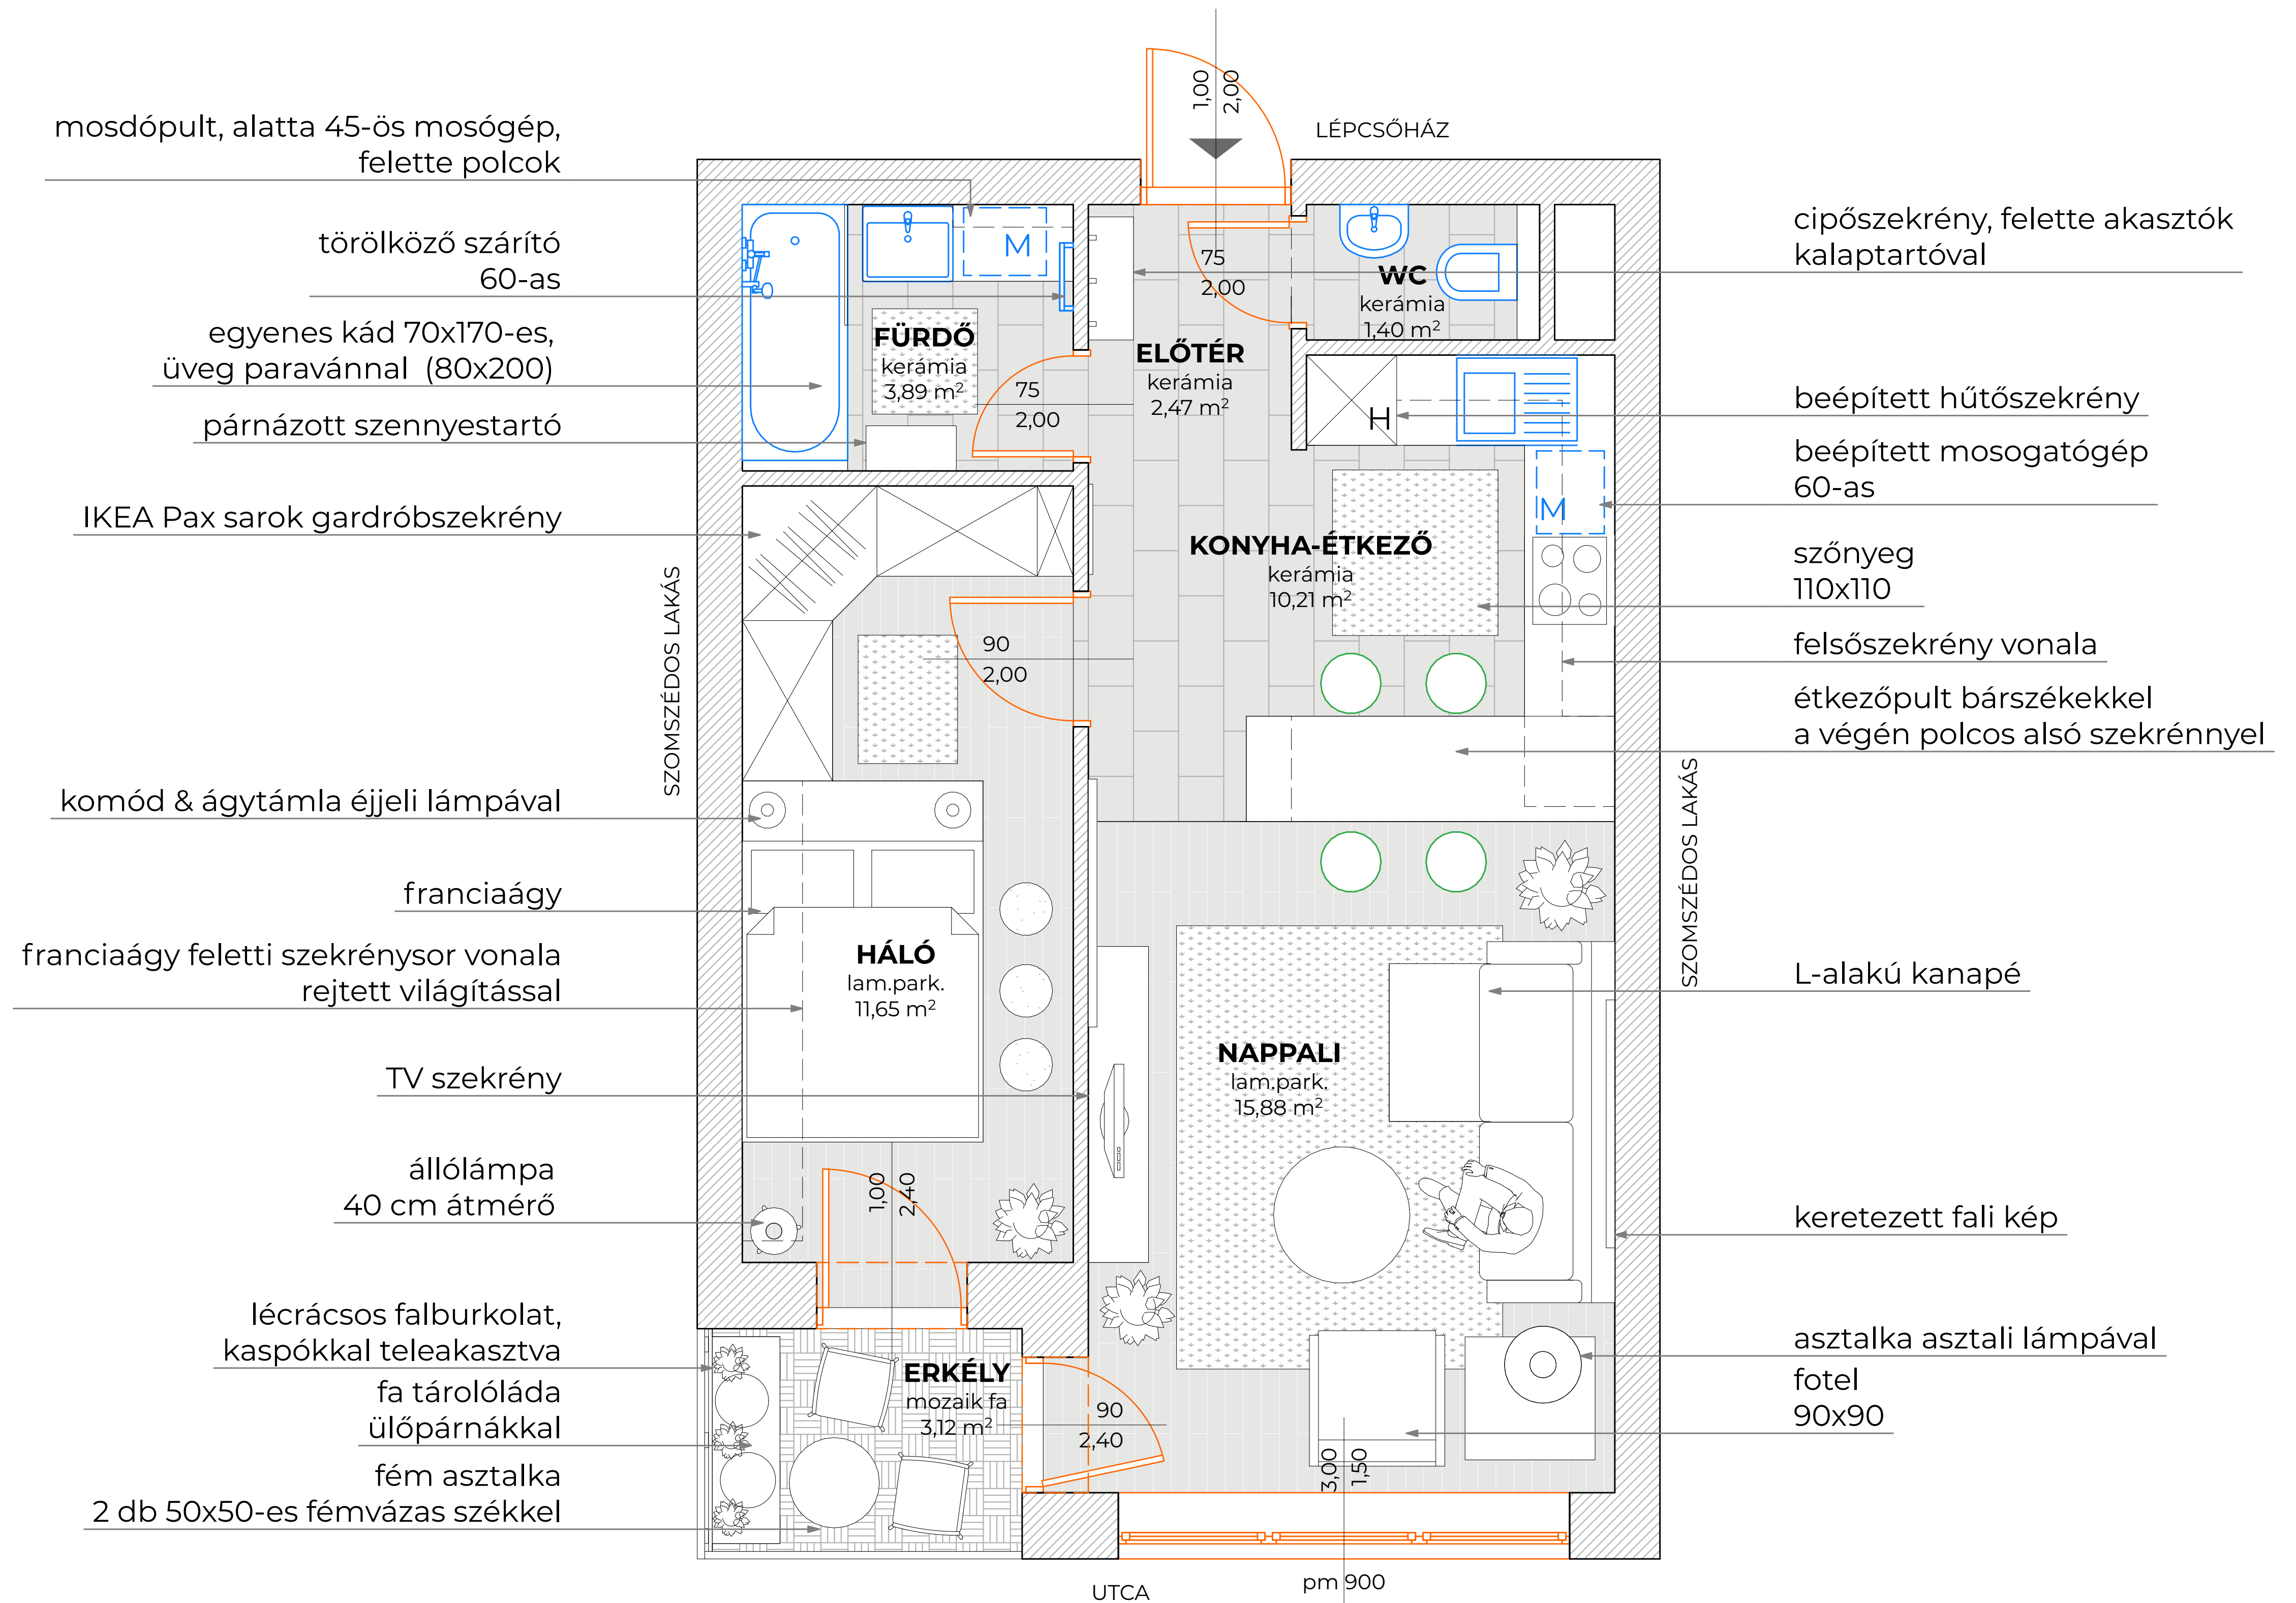 mosdópult, alatta 45-ös mosógép,
felette polcok
törölköző szárító
60-as
egyenes kád 70x170-es,
üveg paravánnal (80x200)
párnázott szennyestartó
IKEA Pax sarok gardróbszekrény
komód & ágytámla éjjeli lámpával
franciaágy
franciaágy feletti szekrénysor vonala
rejtett világítással
TV szekrény
állólámpa
40 cm átmérő
lécrácsos falburkolat,
kaspókkal teleakasztva
fa tárolóláda
ülőpárnákkal
fém asztalka
2 db 50x50-es fémvázas székkel
SZOMSZÉDOS LAKÁS
1,00
2,00
LÉPCSŐHÁZ
M
FÜRDŐ
kerámia
3,89 m²
75
2,00
ELŐTÉR
kerámia
2,47 m²
75
2,00
WC
kerámia
1,40 m²
H
M
KONYHA-ÉTKEZŐ
kerámia
10,21 m²
90
2,00
HÁLÓ
lam.park.
11,65 m²
NAPPALI
lam.park.
15,88 m²
1,00
2,40
ERKÉLY
mozaik fa
3,12 m²
90
2,40
3,00
1,50
pm 900
UTCA
SZOMSZÉDOS LAKÁS
cipőszekrény, felette akasztók
kalaptartóval
beépített hűtőszekrény
beépített mosogatógép
60-as
szőnyeg
110x110
felsőszekrény vonala
étkezőpult bárszékekkel
a végén polcos alsó szekrénnyel
L-alakú kanapé
keretezett fali kép
asztalka asztali lámpával
fotel
90x90